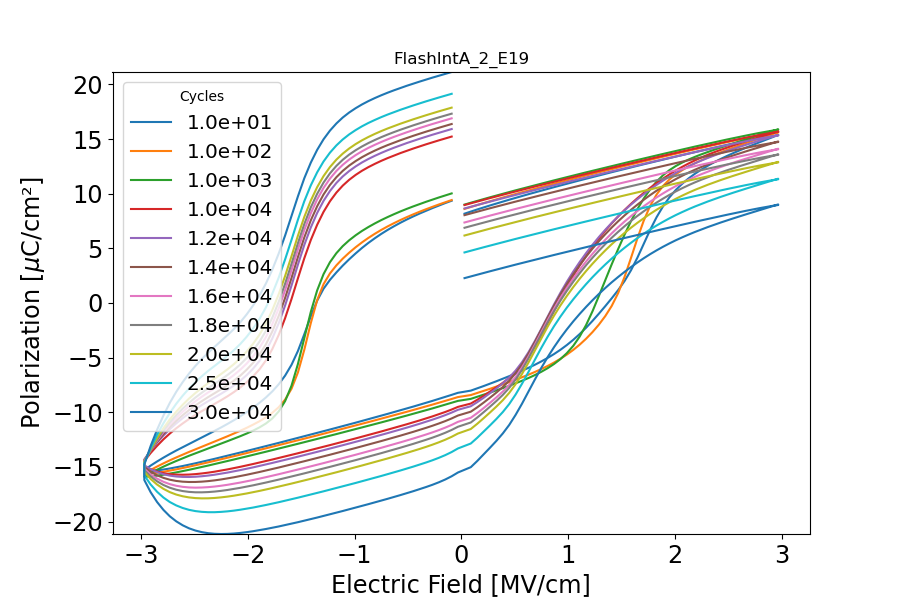 FlashIntA_2_E19
Polarization [μC/cm²]
20
15
10
5
0
−5
−10
−15
−20
Cycles
1.0e+01
1.0e+02
1.0e+03
1.0e+04
1.2e+04
1.4e+04
1.6e+04
1.8e+04
2.0e+04
2.5e+04
3.0e+04
−3 −2 −1 0 1 2 3
Electric Field [MV/cm]